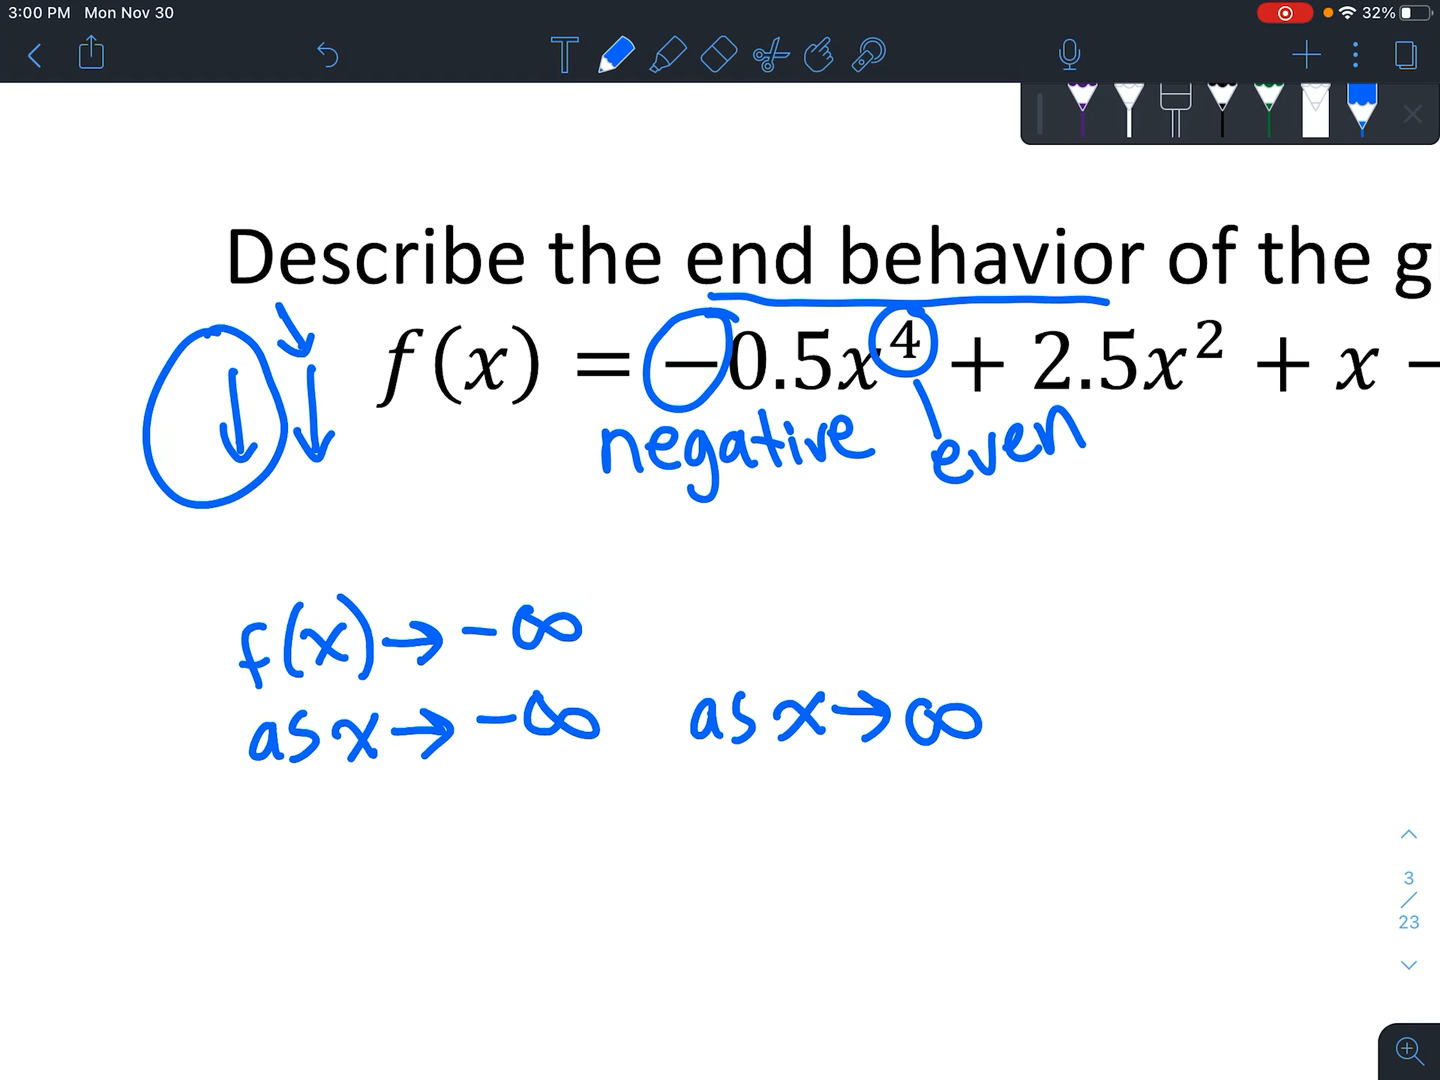 3:00 PM Mon Nov 30
32%
T
Describe the end behavior of the g
f(x) = −0.5x⁴ + 2.5x² + x −
negative even
f(x) → -∞
as x → -∞ as x → ∞
3
/
23